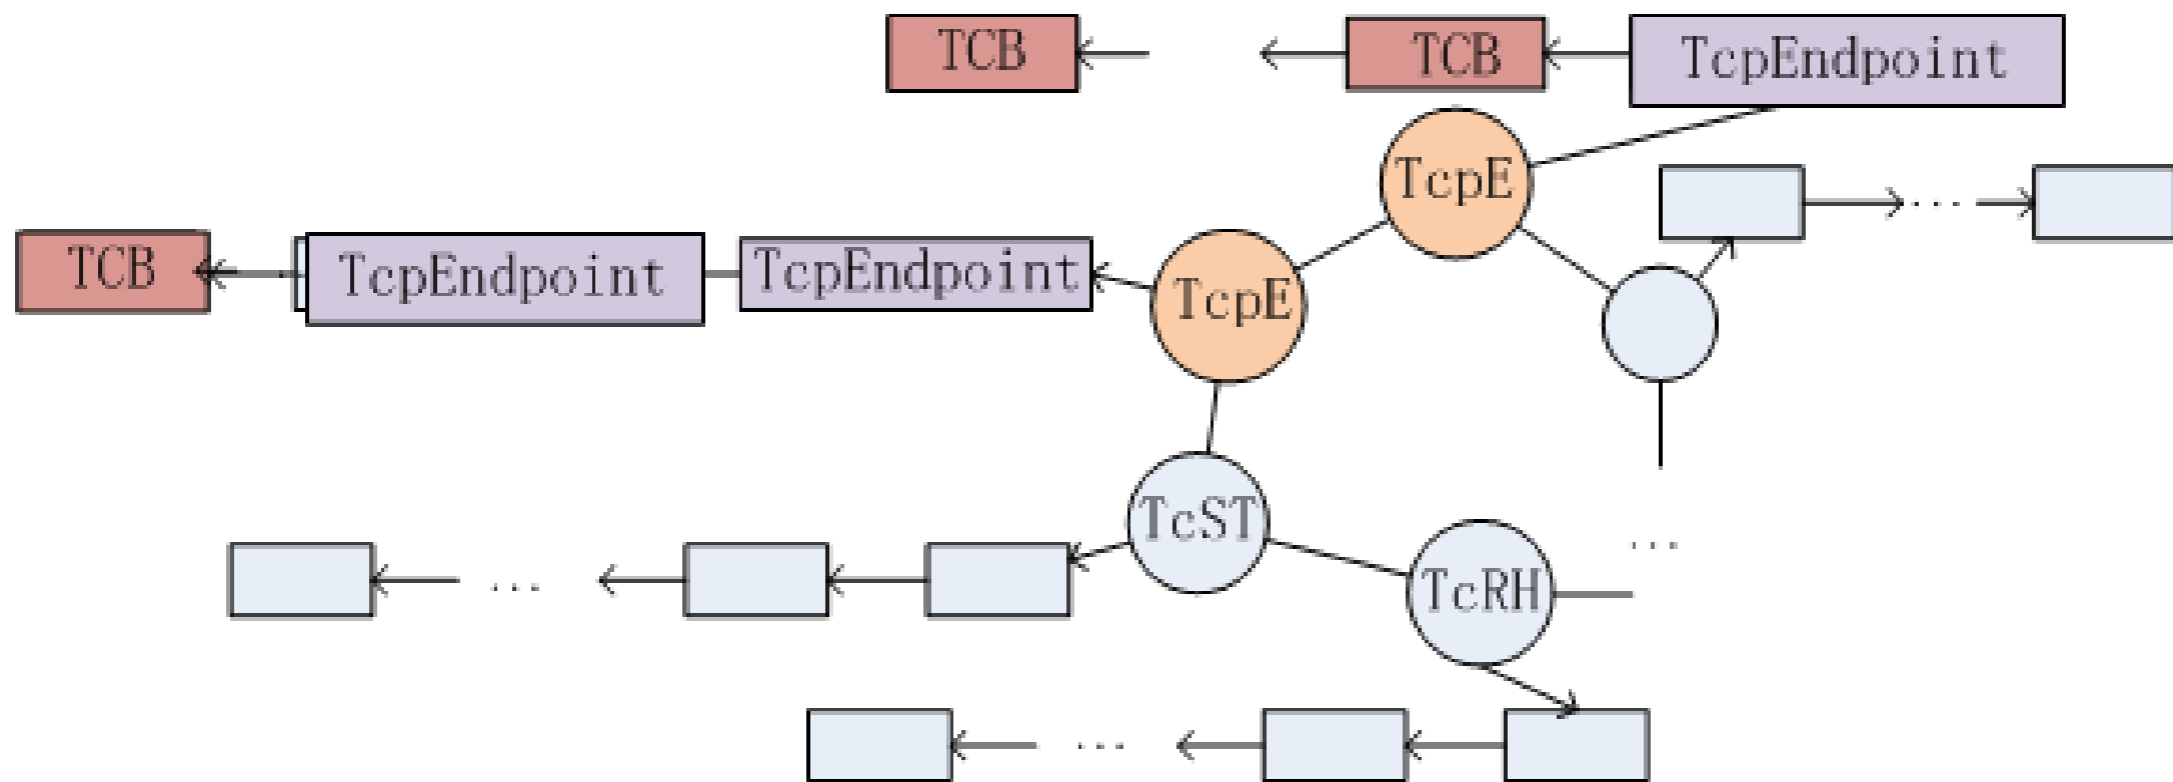 TCB
TCB
TcpEndpoint
TcpE
...
TCB
TcpEndpoint
TcpEndpoint
TcpE
TcST
...
...
TcRH
...